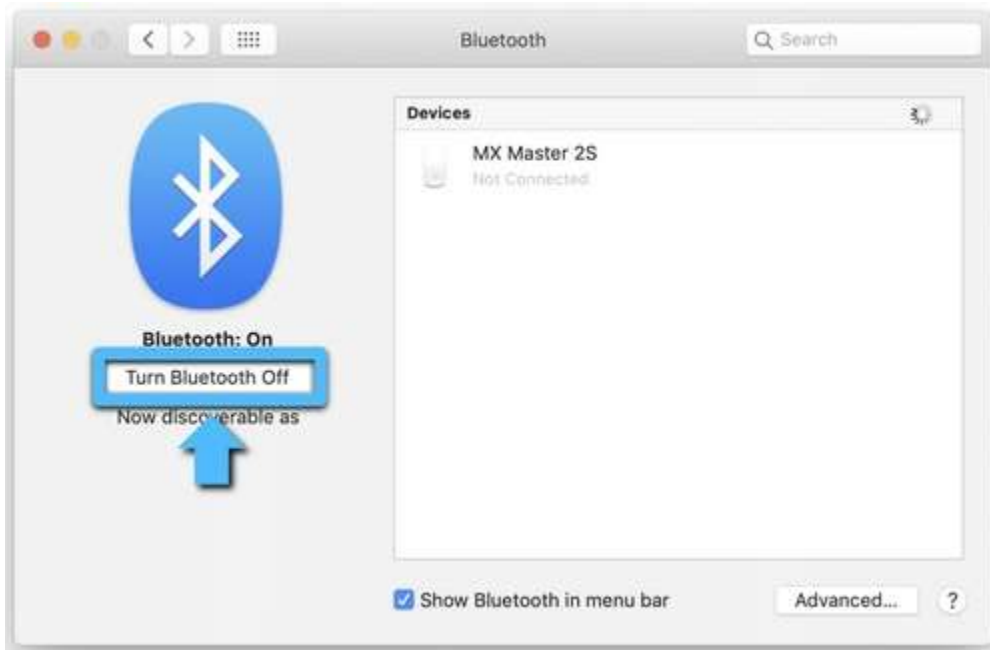 Bluetooth
Search
Devices
MX Master 2S
Not Connected
Bluetooth: On
Turn Bluetooth Off
Now discoverable as
Show Bluetooth in menu bar
Advanced...
?